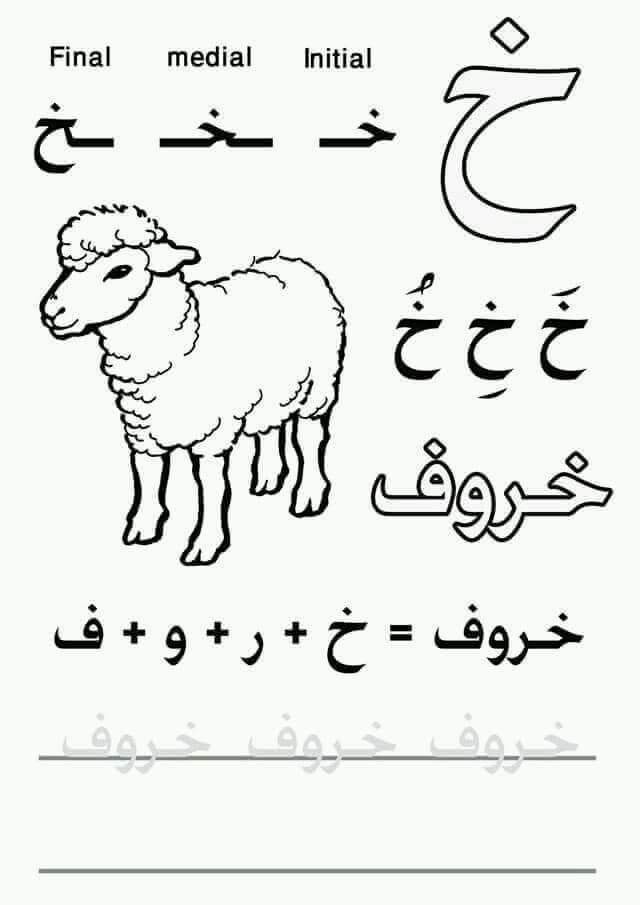 Final medial Initial
خ
خـ ـخـ ـخ
خَ خِ خُ
خروف
خروف = خ + ر + و + ف
خروف خروف خروف